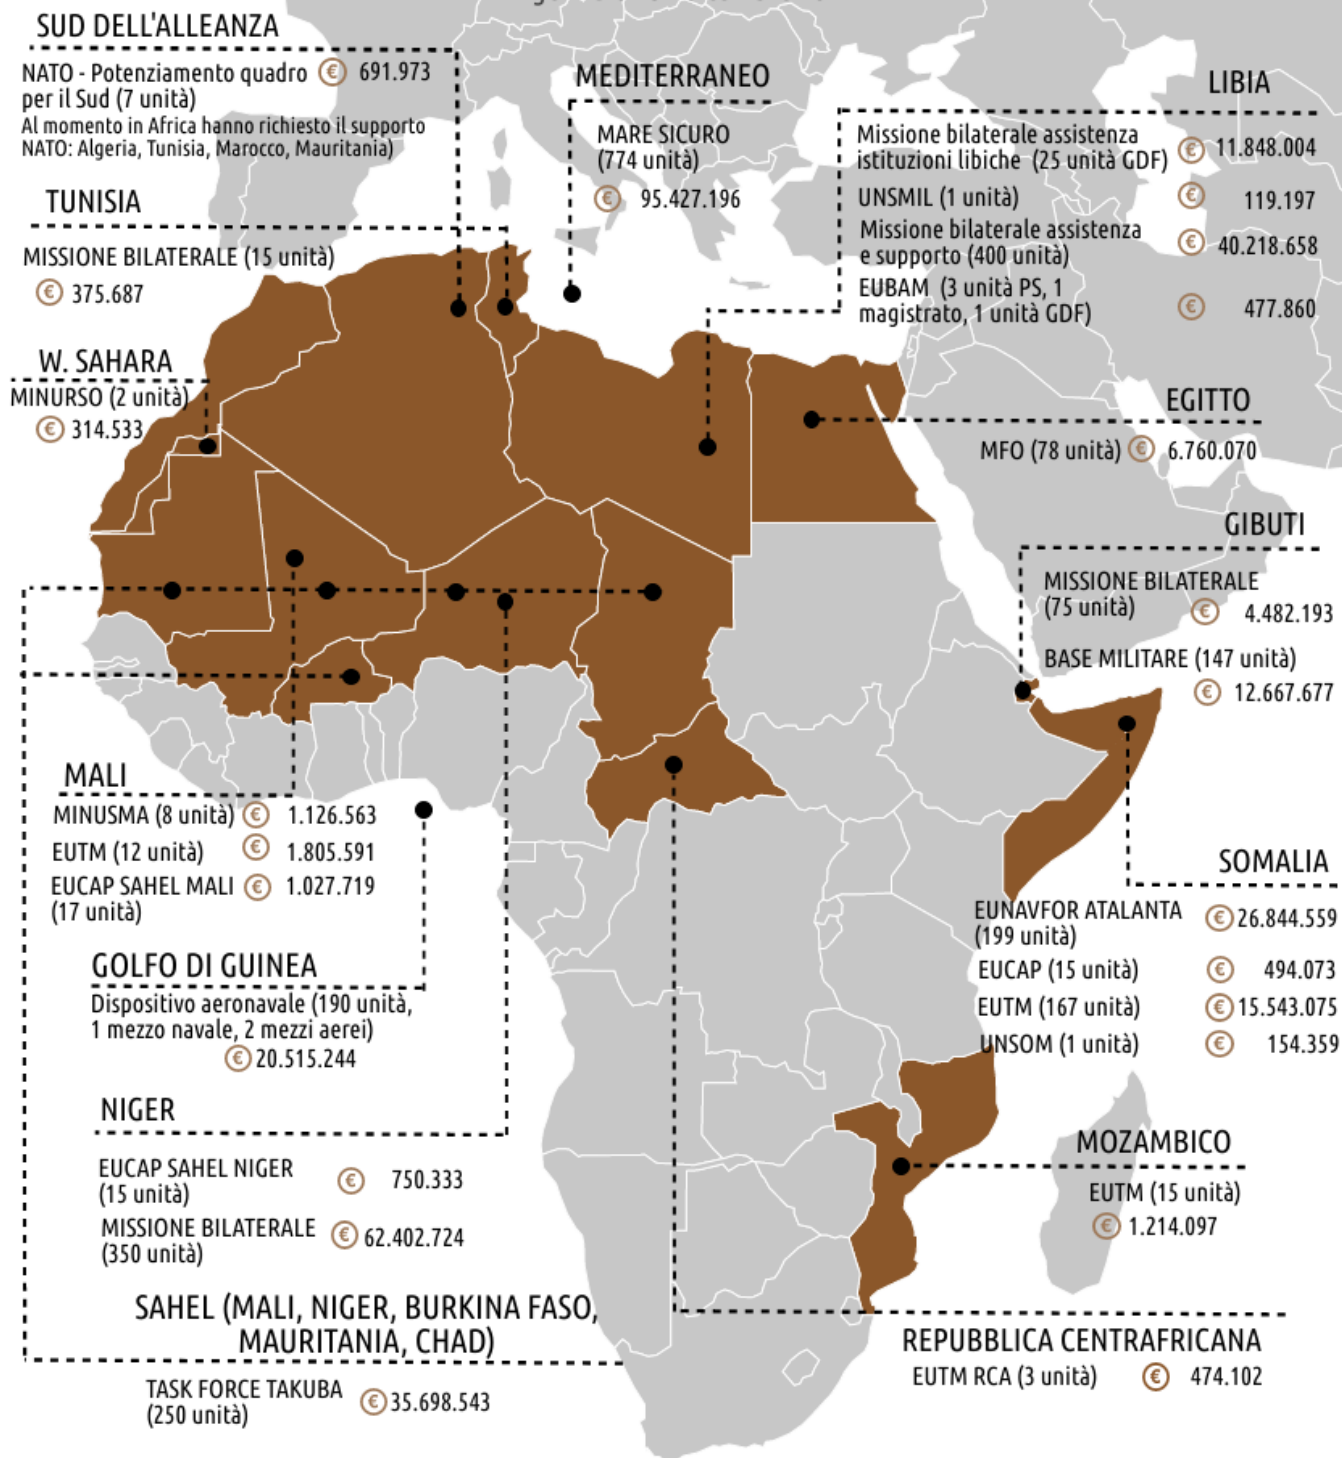 SUD DELL'ALLEANZA
NATO - Potenziamento quadro € 691.973
per il Sud (7 unità)
Al momento in Africa hanno richiesto il supporto
NATO: Algeria, Tunisia, Marocco, Mauritania)
MEDITERRANEO
MARE SICURO
(774 unità)
€ 95.427.196
LIBIA
Missione bilaterale assistenza
istituzioni libiche (25 unità GDF) € 11.848.004
UNSMIL (1 unità) € 119.197
Missione bilaterale assistenza
e supporto (400 unità) € 40.218.658
EUBAM (3 unità PS, 1
magistrato, 1 unità GDF) € 477.860
TUNISIA
MISSIONE BILATERALE (15 unità)
€ 375.687
W. SAHARA
MINURSO (2 unità)
€ 314.533
EGITTO
MFO (78 unità) € 6.760.070
GIBUTI
MISSIONE BILATERALE
(75 unità) € 4.482.193
BASE MILITARE (147 unità)
€ 12.667.677
MALI
MINUSMA (8 unità) € 1.126.563
EUTM (12 unità) € 1.805.591
EUCAP SAHEL MALI € 1.027.719
(17 unità)
SOMALIA
EUNAVFOR ATALANTA € 26.844.559
(199 unità)
EUCAP (15 unità) € 494.073
EUTM (167 unità) € 15.543.075
UNSOM (1 unità) € 154.359
GOLFO DI GUINEA
Dispositivo aeronavale (190 unità,
1 mezzo navale, 2 mezzi aerei)
€ 20.515.244
NIGER
EUCAP SAHEL NIGER € 750.333
(15 unità)
MISSIONE BILATERALE € 62.402.724
(350 unità)
MOZAMBICO
EUTM (15 unità)
€ 1.214.097
SAHEL (MALI, NIGER, BURKINA FASO,
MAURITANIA, CHAD)
TASK FORCE TAKUBA € 35.698.543
(250 unità)
REPUBBLICA CENTRAFRICANA
EUTM RCA (3 unità) € 474.102